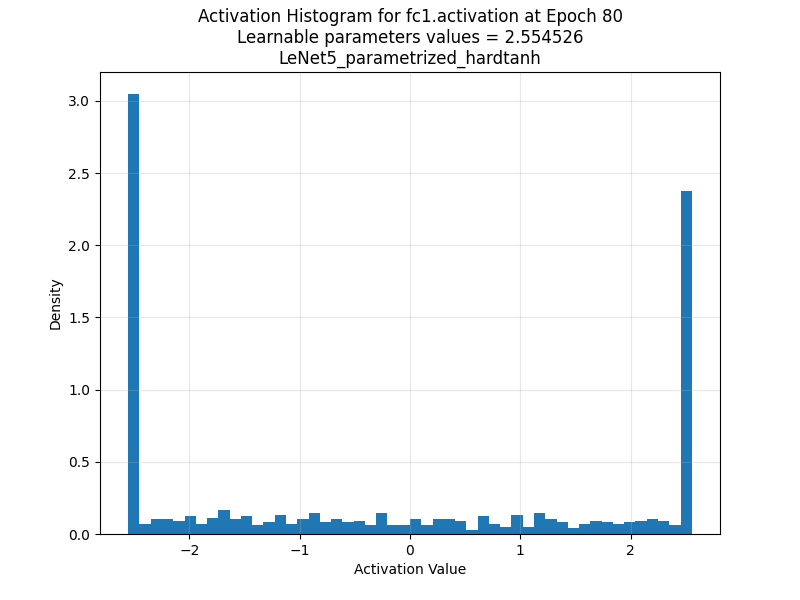 Activation Histogram for fc1.activation at Epoch 80
Learnable parameters values = 2.554526
LeNet5_parametrized_hardtanh
3.0
2.5
2.0
1.5
1.0
0.5
0.0
Density
−2
−1
0
1
2
Activation Value